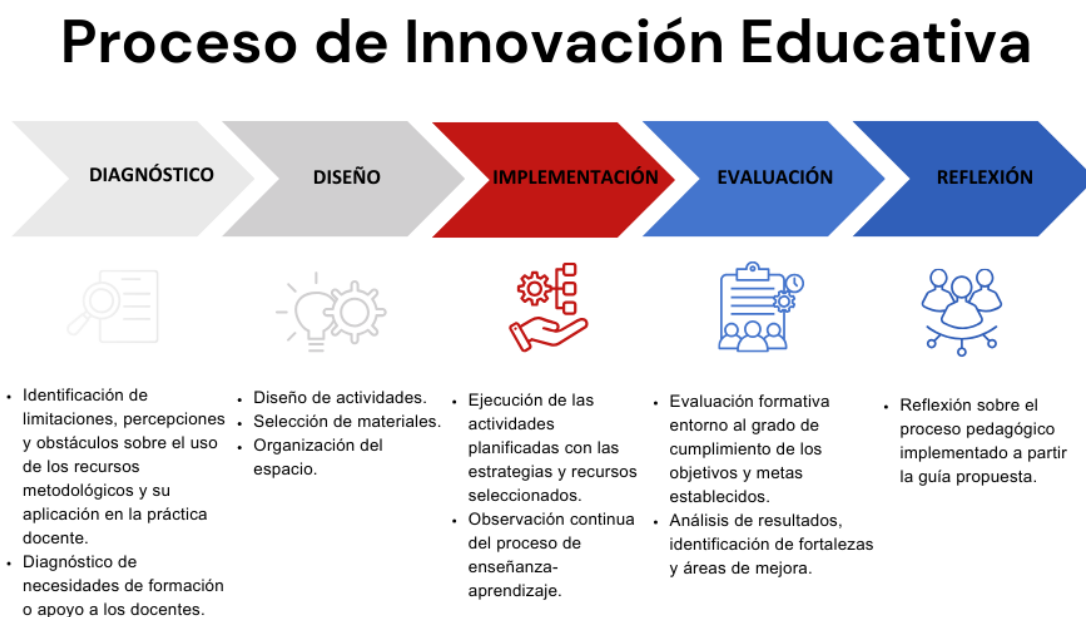 Proceso de Innovación Educativa
DIAGNÓSTICO
DISEÑO
IMPLEMENTACIÓN
EVALUACIÓN
REFLEXIÓN
• Identificación de
limitaciones, percepciones
y obstáculos sobre el uso
de los recursos
metodológicos y su
aplicación en la práctica
docente.
• Diagnóstico de
necesidades de formación
o apoyo a los docentes.
• Diseño de actividades.
• Selección de materiales.
• Organización del
espacio.
• Ejecución de las
actividades
planificadas con las
estrategias y recursos
seleccionados.
• Observación continua
del proceso de
enseñanza-
aprendizaje.
• Evaluación formativa
entorno al grado de
cumplimiento de los
objetivos y metas
establecidos.
• Análisis de resultados,
identificación de fortalezas
y áreas de mejora.
• Reflexión sobre el
proceso pedagógico
implementado a partir
la guía propuesta.